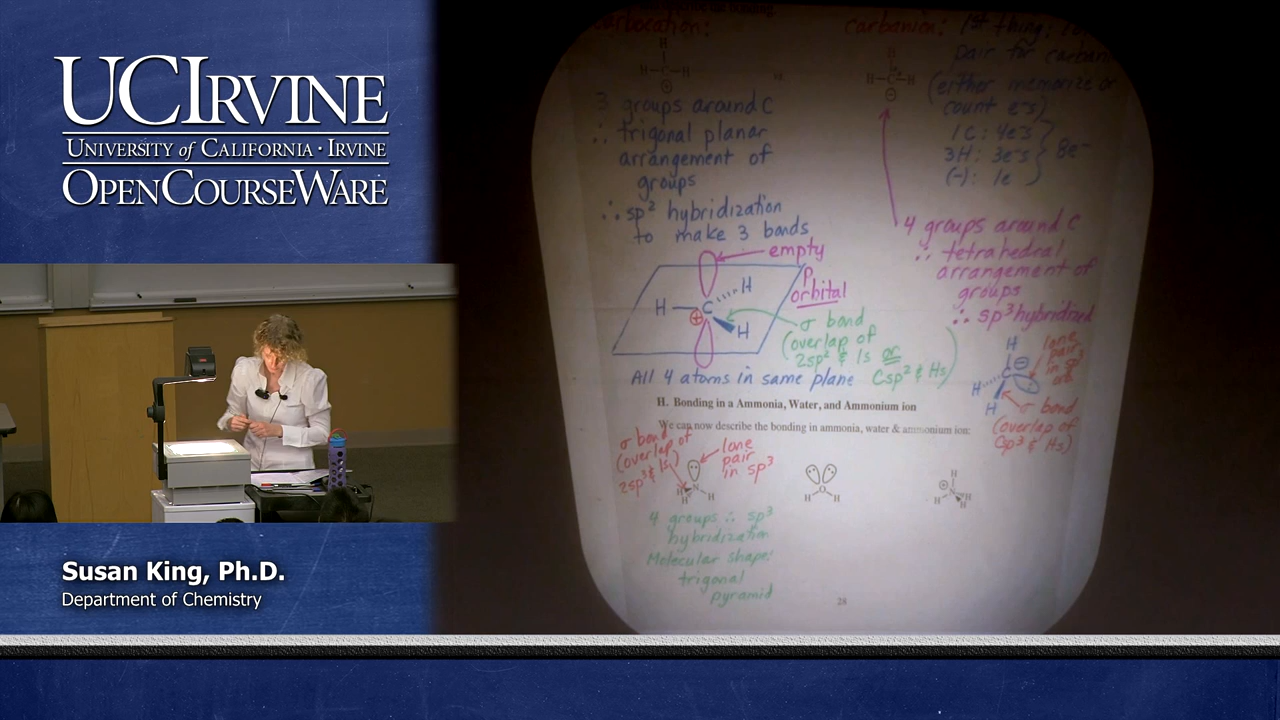 UCIRVINE
UNIVERSITY of CALIFORNIA · IRVINE
OPENCOURSEWARE
Susan King, Ph.D.
Department of Chemistry
carbanion: 1st thing:
pair for
(either memorize or
count e-s)
1C: 4e-s
3H: 3e-s
(-): 1e
8e-
H
H C H
⊖
H
H C H
⊕
3 groups around C
∴ trigonal planar
arrangement of
groups
∴ sp² hybridization
to make 3 bonds
empty
p
orbital
H C H
⊕
H
σ bond
(overlap of
2sp² & 1s or
Csp² & Hs)
All 4 atoms in same plane
4 groups around C
∴ tetrahedral
arrangement of
groups
∴ sp³ hybridized
H
C ⊖
H
H
lone
pair
in sp³
orb
σ bond
(overlap of
Csp³ & Hs)
H. Bonding in a Ammonia, Water, and Ammonium ion
We can now describe the bonding in ammonia, water & ammonium ion:
σ bond
(overlap of
2sp³ & 1s)
lone
pair
in sp³
H N H
H
O
H H
H
⊕
H N H
H
4 groups ∴ sp³
hybridization
Molecular shape:
trigonal
pyramid
28